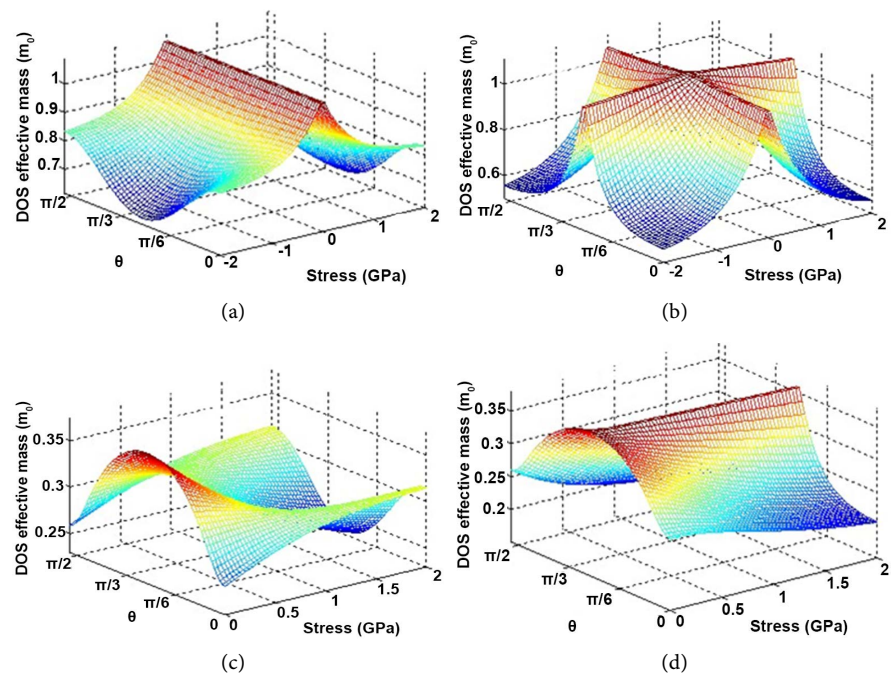 (a)
DOS effective mass (m0)
1
0.9
0.8
0.7
π/2
π/3
π/6
0
θ
-2
-1
0
1
2
Stress (GPa)
(b)
DOS effective mass (m0)
1
0.8
0.6
π/2
π/3
π/6
0
θ
-2
-1
0
1
2
Stress (GPa)
(c)
DOS effective mass (m0)
0.35
0.3
0.25
π/2
π/3
π/6
0
θ
0
0.5
1
1.5
2
Stress (GPa)
(d)
DOS effective mass (m0)
0.35
0.3
0.25
0.2
π/2
π/3
π/6
0
θ
0
0.5
1
1.5
2
Stress (GPa)